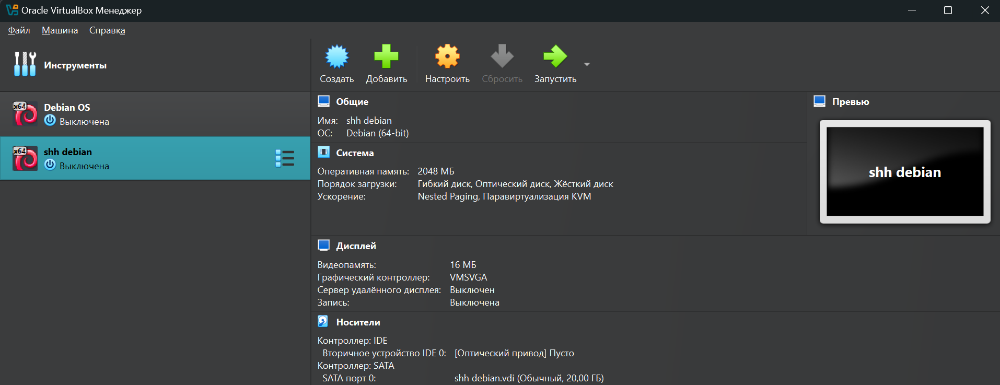 Oracle VirtualBox Менеджер
Файл Машина Справка
Инструменты
Создать Добавить Настроить Сбросить Запустить
x64
Debian OS
Выключена
x64
shh debian
Выключена
Общие
Имя: shh debian
ОС: Debian (64-bit)
Превью
shh debian
Система
Оперативная память: 2048 МБ
Порядок загрузки: Гибкий диск, Оптический диск, Жёсткий диск
Ускорение: Nested Paging, Паравиртуализация KVM
Дисплей
Видеопамять: 16 МБ
Графический контроллер: VMSVGA
Сервер удалённого дисплея: Выключен
Запись: Выключена
Носители
Контроллер: IDE
Вторичное устройство IDE 0: [Оптический привод] Пусто
Контроллер: SATA
SATA порт 0: shh debian.vdi (Обычный, 20,00 ГБ)